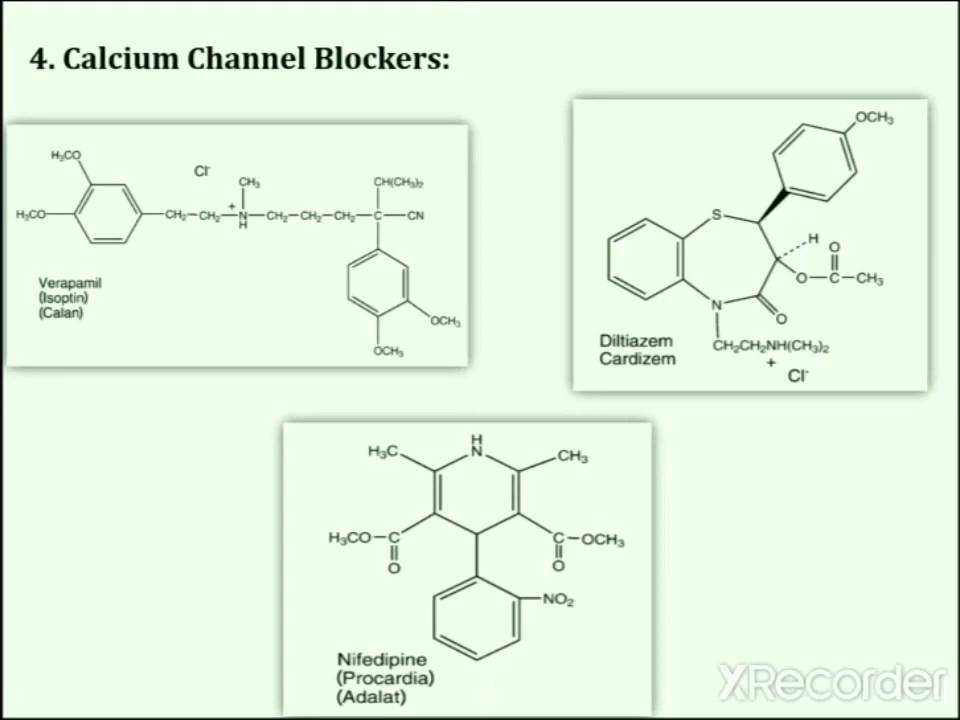 4. Calcium Channel Blockers:
H₃CO
Cl⁻
CH₃
CH(CH₃)₂
H₃CO
CH₂–CH₂–N–CH₂–CH₂–CH₂–C–CN
+
H
Verapamil
(Isoptin)
(Calan)
OCH₃
OCH₃
OCH₃
S
H
O
O–C–CH₃
N
O
Diltiazem
Cardizem
CH₂CH₂NH(CH₃)₂
+
Cl⁻
H
N
H₃C
CH₃
H₃CO–C
C–OCH₃
O
O
NO₂
Nifedipine
(Procardia)
(Adalat)
XRecorder